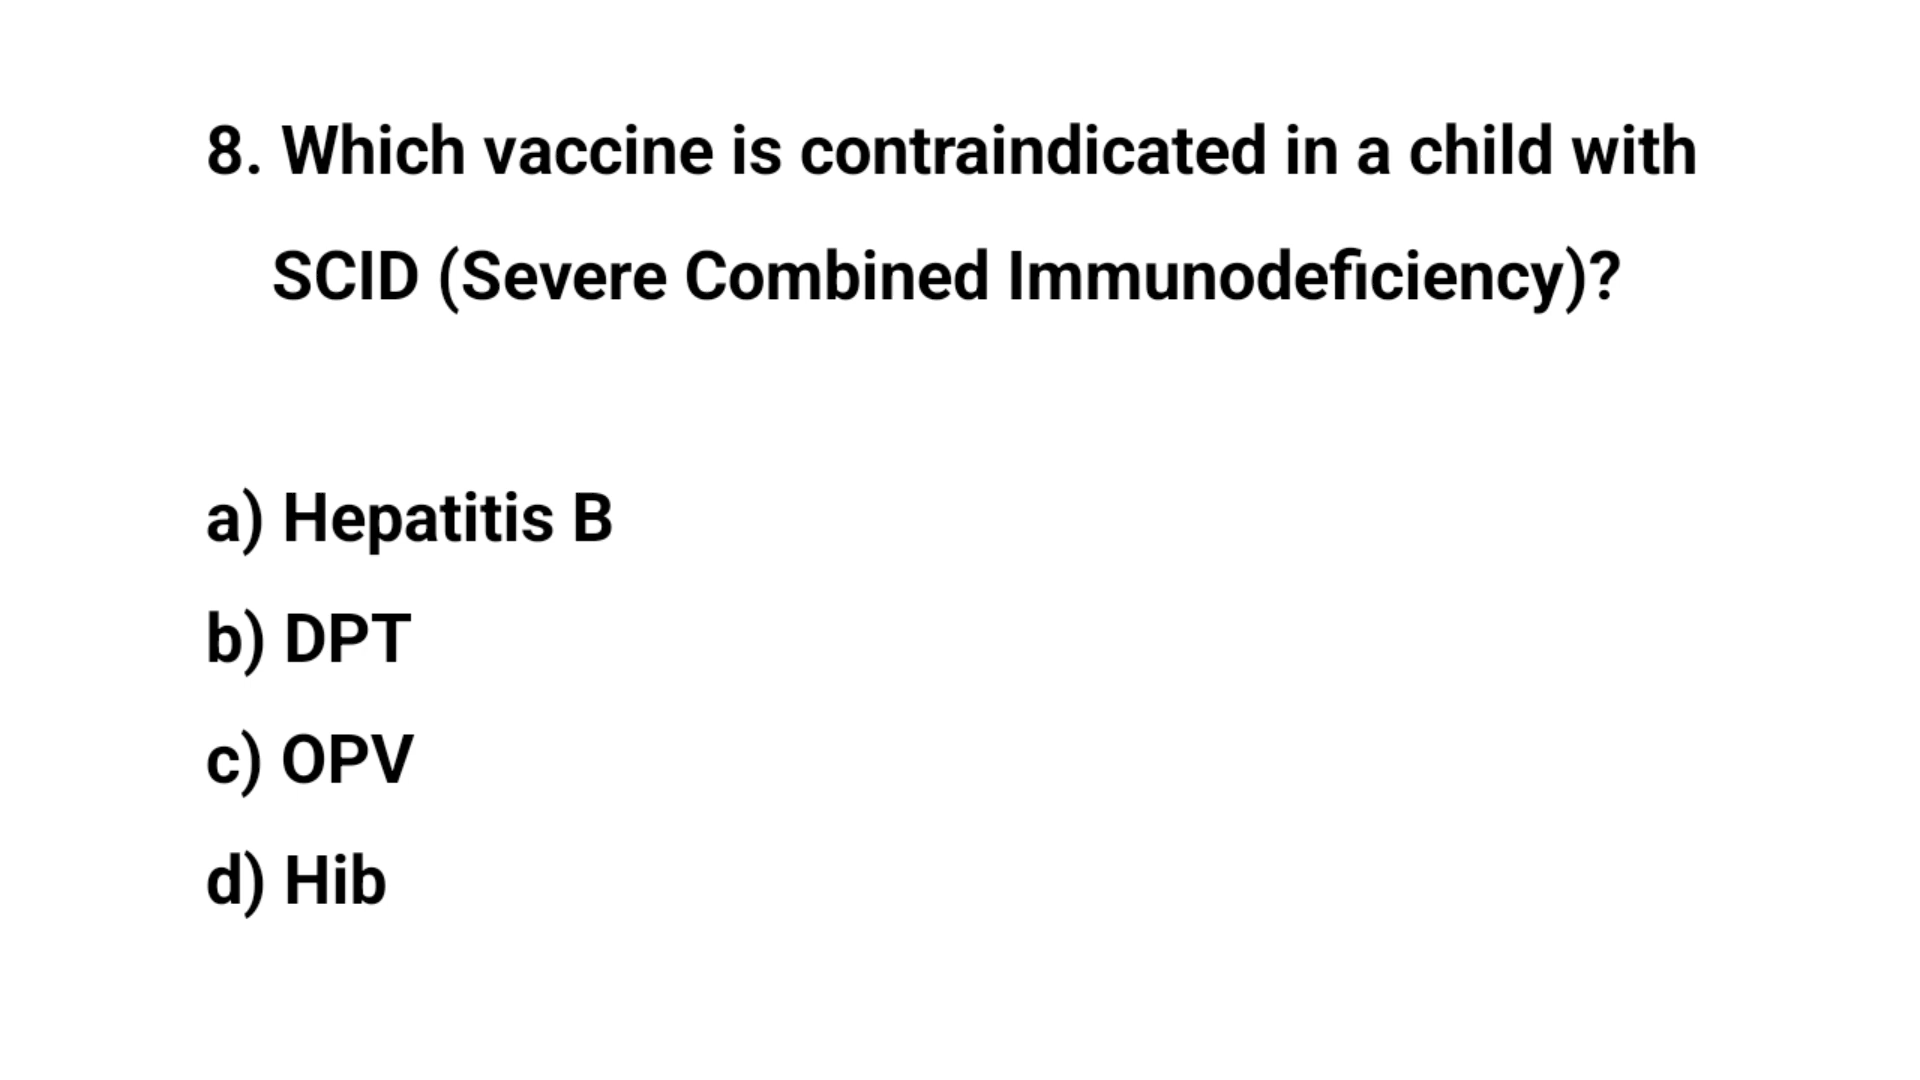 8. Which vaccine is contraindicated in a child with
SCID (Severe Combined Immunodeficiency)?
a) Hepatitis B
b) DPT
c) OPV
d) Hib